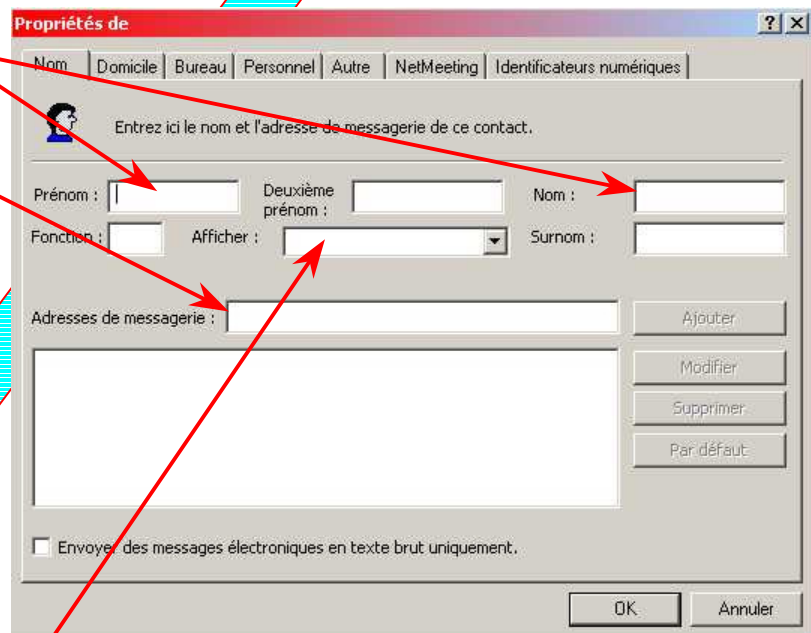 Propriétés de
Nom Domicile Bureau Personnel Autre NetMeeting Identificateurs numériques
Entrez ici le nom et l'adresse de messagerie de ce contact.
Prénom : Deuxième prénom : Nom :
Fonction : Afficher : Surnom :
Adresses de messagerie : Ajouter
Modifier
Supprimer
Par défaut
Envoyer des messages électroniques en texte brut uniquement.
OK Annuler